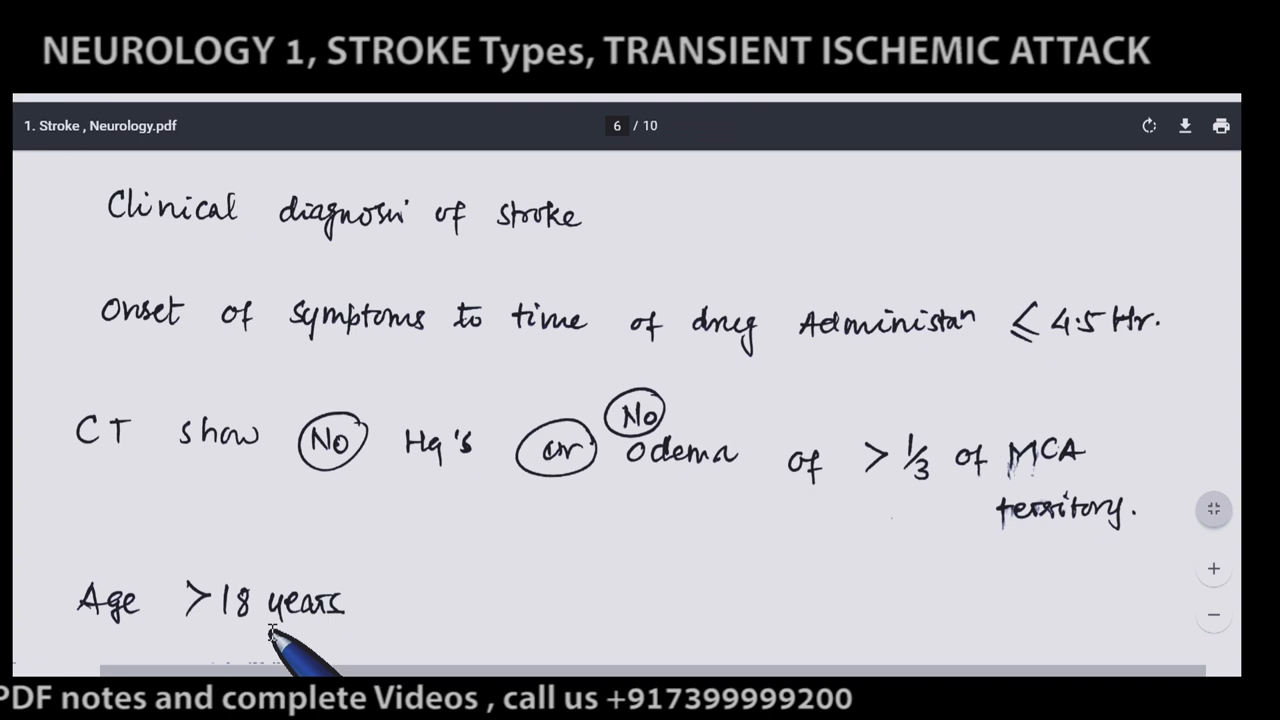 NEUROLOGY 1, STROKE Types, TRANSIENT ISCHEMIC ATTACK
1. Stroke , Neurology.pdf
6 / 10
Clinical diagnosi of stroke
Onset of symptoms to time of drug Administan ≤ 4.5 Hr.
CT show No Hg's or No odema of > 1/3 of MCA
territory.
Age > 18 years
PDF notes and complete Videos , call us +917399999200